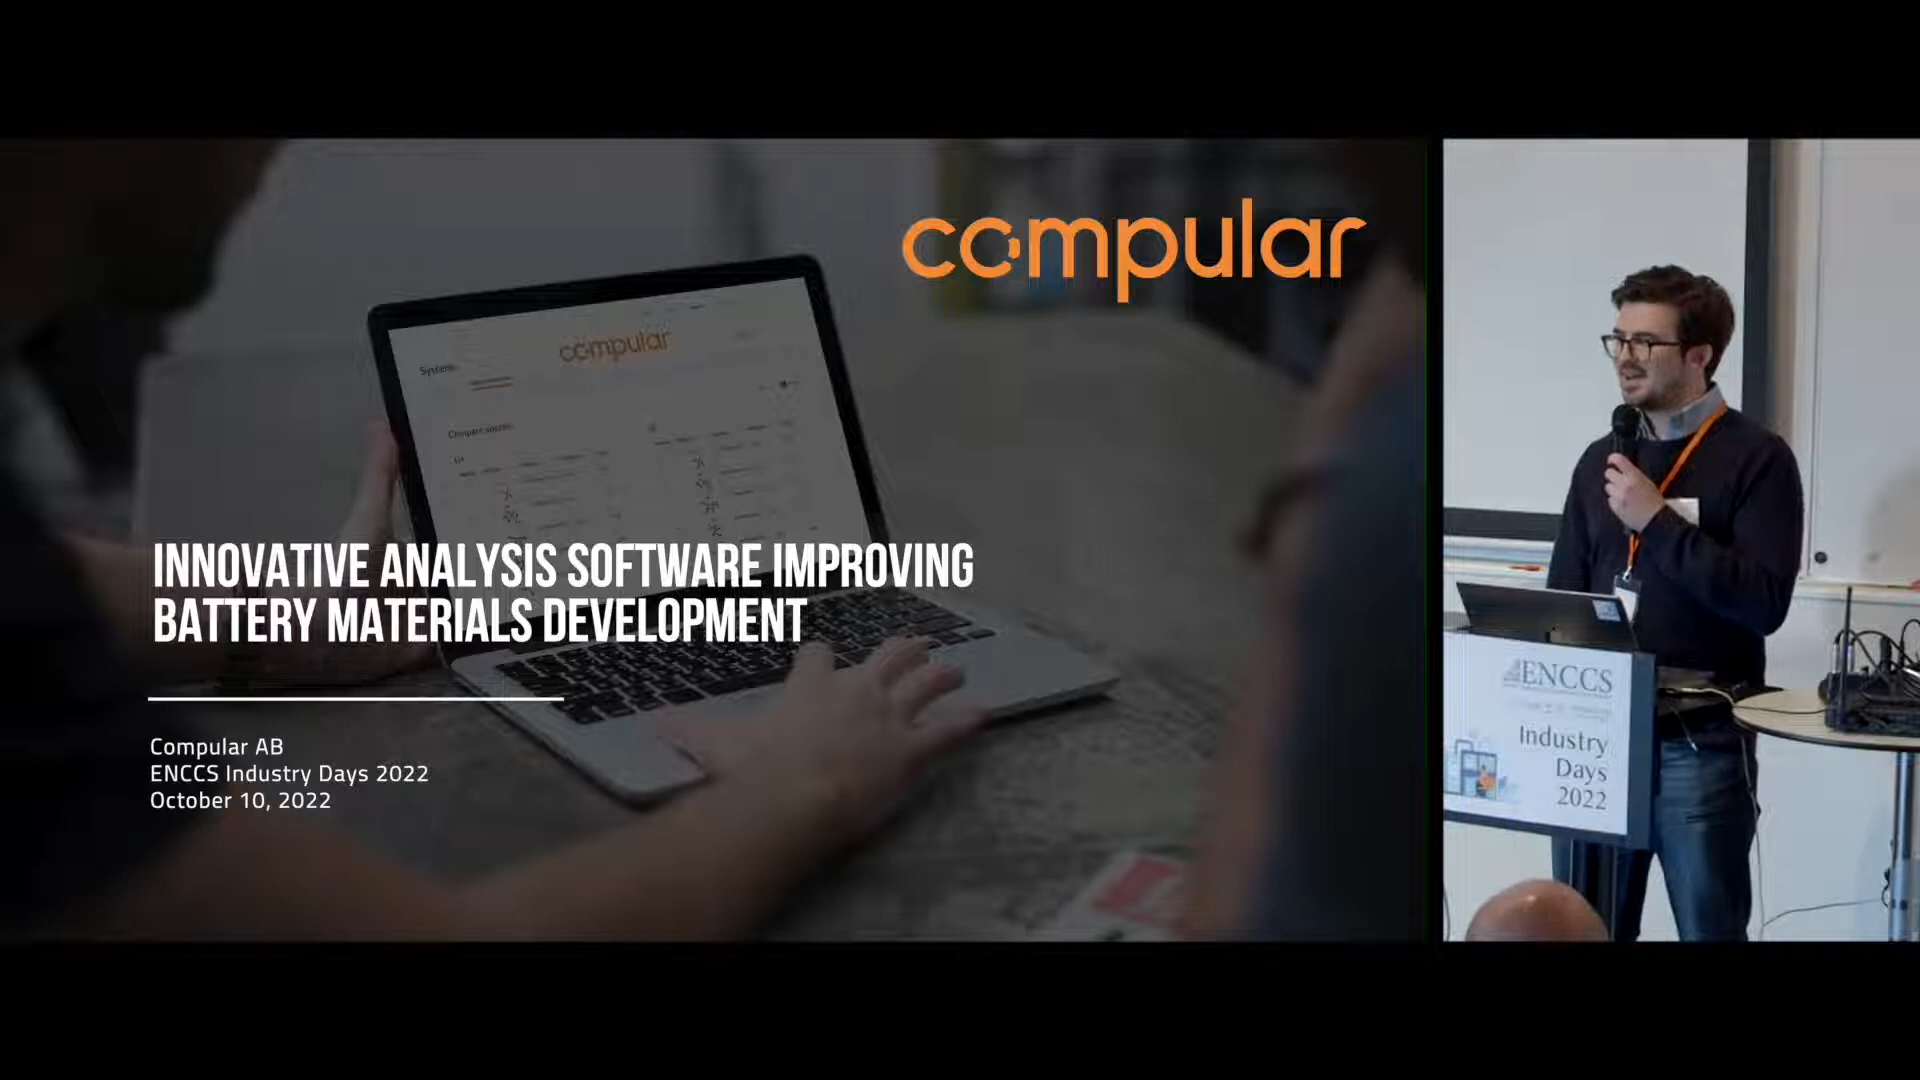 compular
compular
System
Compare
INNOVATIVE ANALYSIS SOFTWARE IMPROVING
BATTERY MATERIALS DEVELOPMENT
Compular AB
ENCCS Industry Days 2022
October 10, 2022
ENCCS
Industry
Days
2022